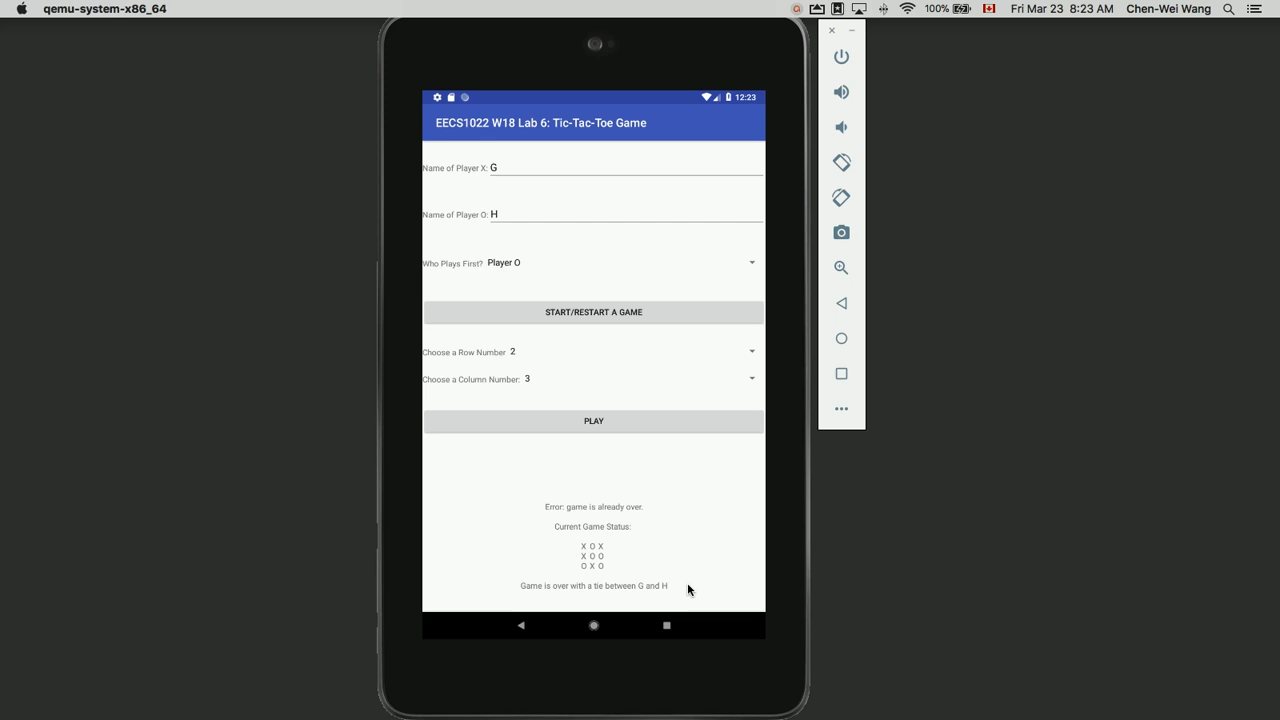 qemu-system-x86_64
100%
Fri Mar 23 8:23 AM
Chen-Wei Wang
12:23
EECS1022 W18 Lab 6: Tic-Tac-Toe Game
Name of Player X: G
Name of Player O: H
Who Plays First? Player O
START/RESTART A GAME
Choose a Row Number 2
Choose a Column Number: 3
PLAY
Error: game is already over.
Current Game Status:
X O X
X O O
O X O
Game is over with a tie between G and H